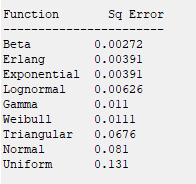 Function Sq Error
-----------------------
Beta 0.00272
Erlang 0.00391
Exponential 0.00391
Lognormal 0.00626
Gamma 0.011
Weibull 0.0111
Triangular 0.0676
Normal 0.081
Uniform 0.131